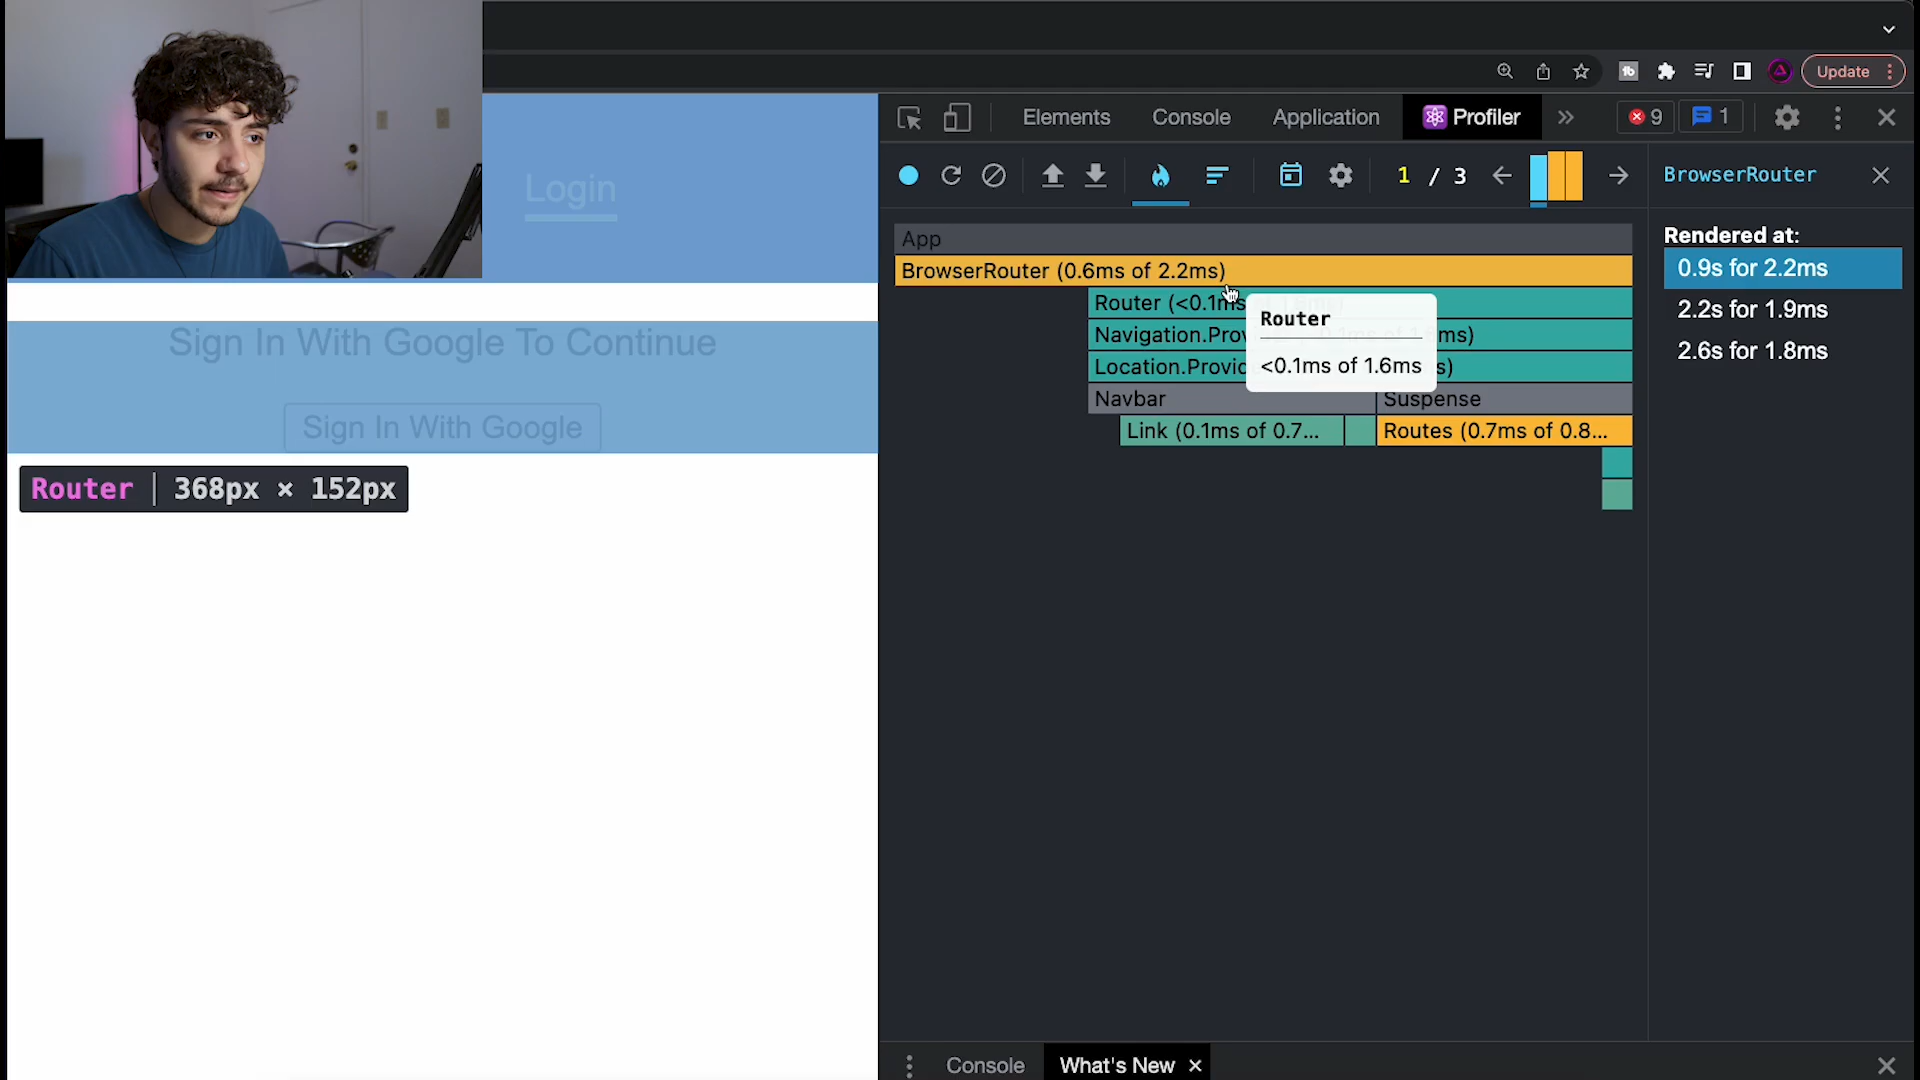 Update
Elements
Console
Application
Profiler
9
1
1 / 3
BrowserRouter
Login
Rendered at:
0.9s for 2.2ms
2.2s for 1.9ms
2.6s for 1.8ms
App
BrowserRouter (0.6ms of 2.2ms)
Router (<0.1ms
Navigation.Prov
ms)
Location.Provid
s)
Router
<0.1ms of 1.6ms
Navbar
Suspense
Link (0.1ms of 0.7...
Routes (0.7ms of 0.8...
Sign In With Google To Continue
Sign In With Google
Router | 368px × 152px
Console
What's New